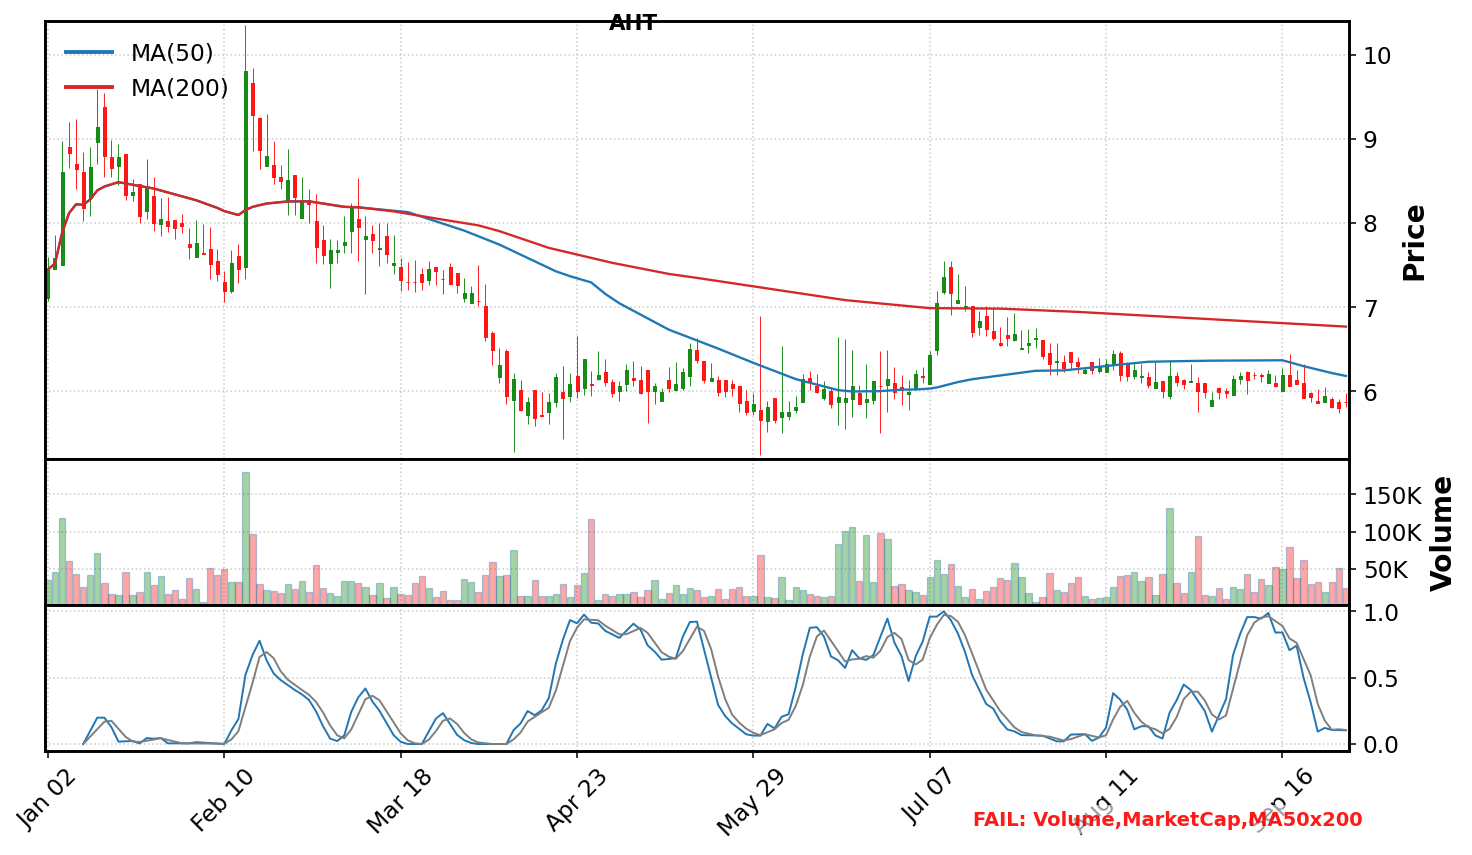 AHT
MA(50)
MA(200)
10
9
8
7
6
Price
150K
100K
50K
Volume
1.0
0.5
0.0
Jan 02
Feb 10
Mar 18
Apr 23
May 29
Jul 07
Aug 11
Sep 16
FAIL: Volume,MarketCap,MA50x200